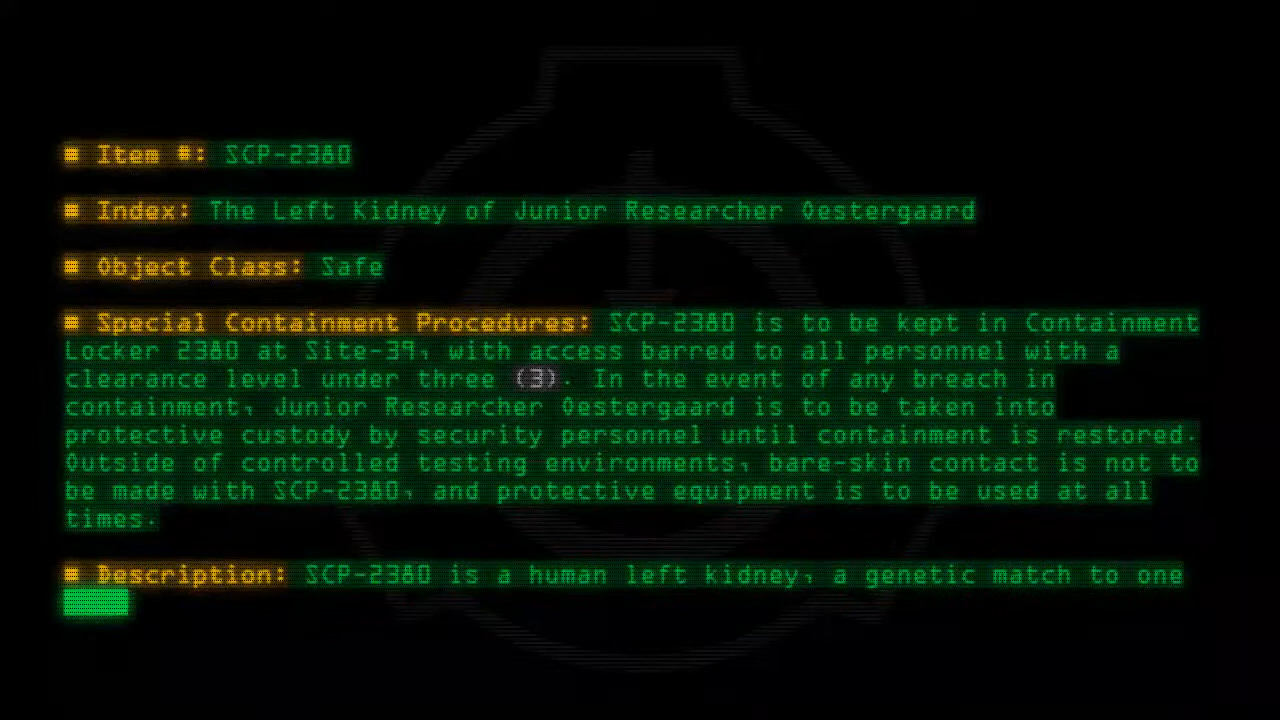 ■ Item #: SCP-2380
■ Index: The Left Kidney of Junior Researcher Oestergaard
■ Object Class: Safe
■ Special Containment Procedures: SCP-2380 is to be kept in Containment
Locker 2380 at Site-39, with access barred to all personnel with a
clearance level under three (3). In the event of any breach in
containment, Junior Researcher Oestergaard is to be taken into
protective custody by security personnel until containment is restored.
Outside of controlled testing environments, bare-skin contact is not to
be made with SCP-2380, and protective equipment is to be used at all
times.
■ Description: SCP-2380 is a human left kidney, a genetic match to one